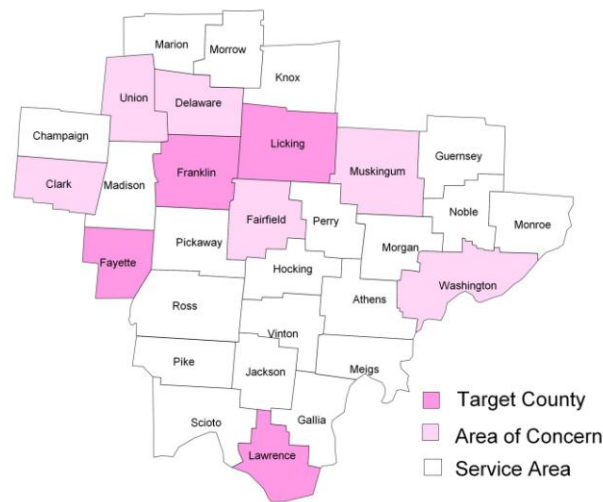 Marion
Morrow
Knox
Union
Delaware
Champaign
Licking
Guernsey
Franklin
Muskingum
Clark
Madison
Noble
Fairfield
Perry
Monroe
Pickaway
Morgan
Fayette
Hocking
Washington
Ross
Athens
Vinton
Pike
Jackson
Meigs
Gallia
Scioto
Lawrence
Target County
Area of Concern
Service Area